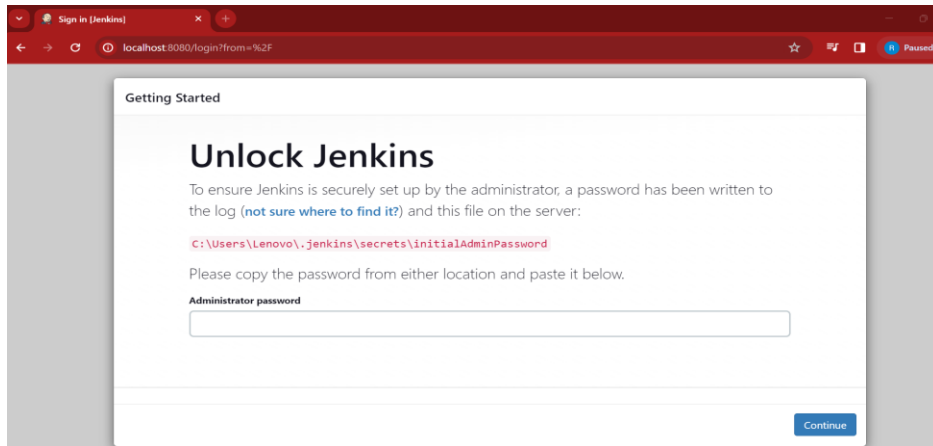 Sign in [Jenkins]
localhost:8080/login?from=%2F
R Paused
Getting Started
Unlock Jenkins
To ensure Jenkins is securely set up by the administrator, a password has been written to
the log (not sure where to find it?) and this file on the server:
C:\Users\Lenovo\.jenkins\secrets\initialAdminPassword
Please copy the password from either location and paste it below.
Administrator password
Continue